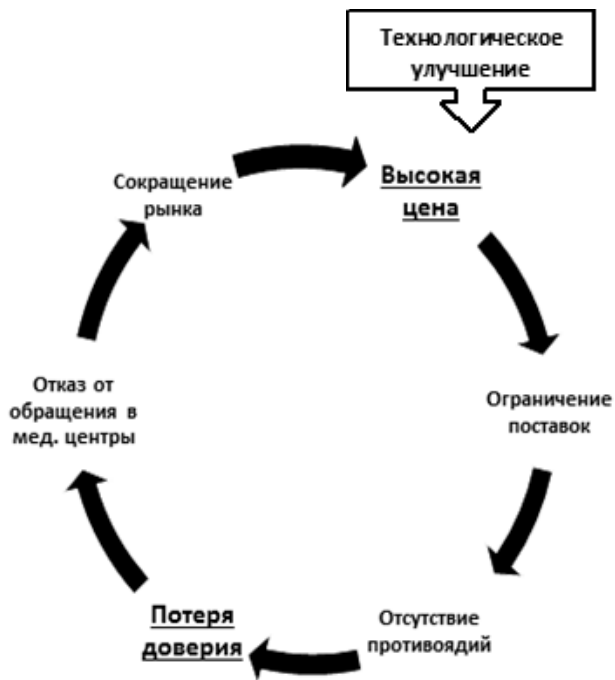 Технологическое
улучшение
Высокая
цена
Ограничение
поставок
Отсутствие
противоядий
Потеря
доверия
Отказ от
обращения в
мед. центры
Сокращение
рынка